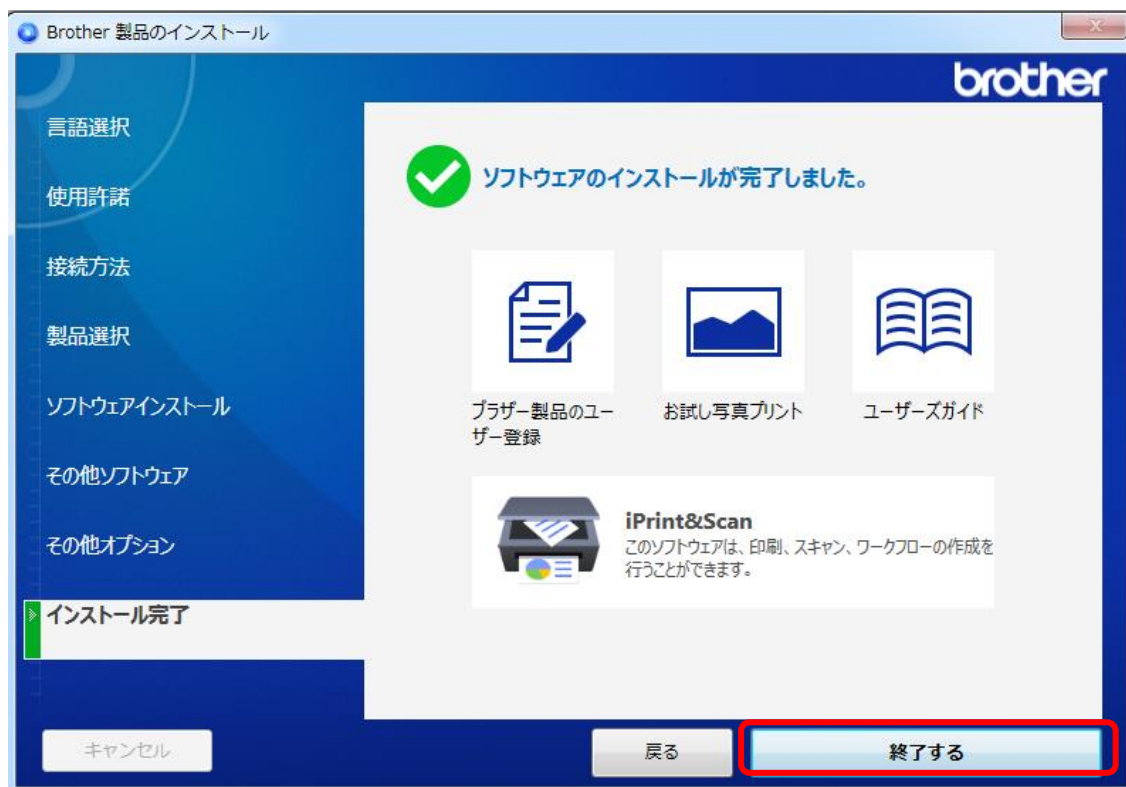 Brother 製品のインストール
brother
言語選択
使用許諾
接続方法
製品選択
ソフトウェアインストール
その他ソフトウェア
その他オプション
インストール完了
ソフトウェアのインストールが完了しました。
ブラザー製品のユー
ザー登録
お試し写真プリント
ユーザーズガイド
iPrint&Scan
このソフトウェアは、印刷、スキャン、ワークフローの作成を
行うことができます。
キャンセル
戻る
終了する